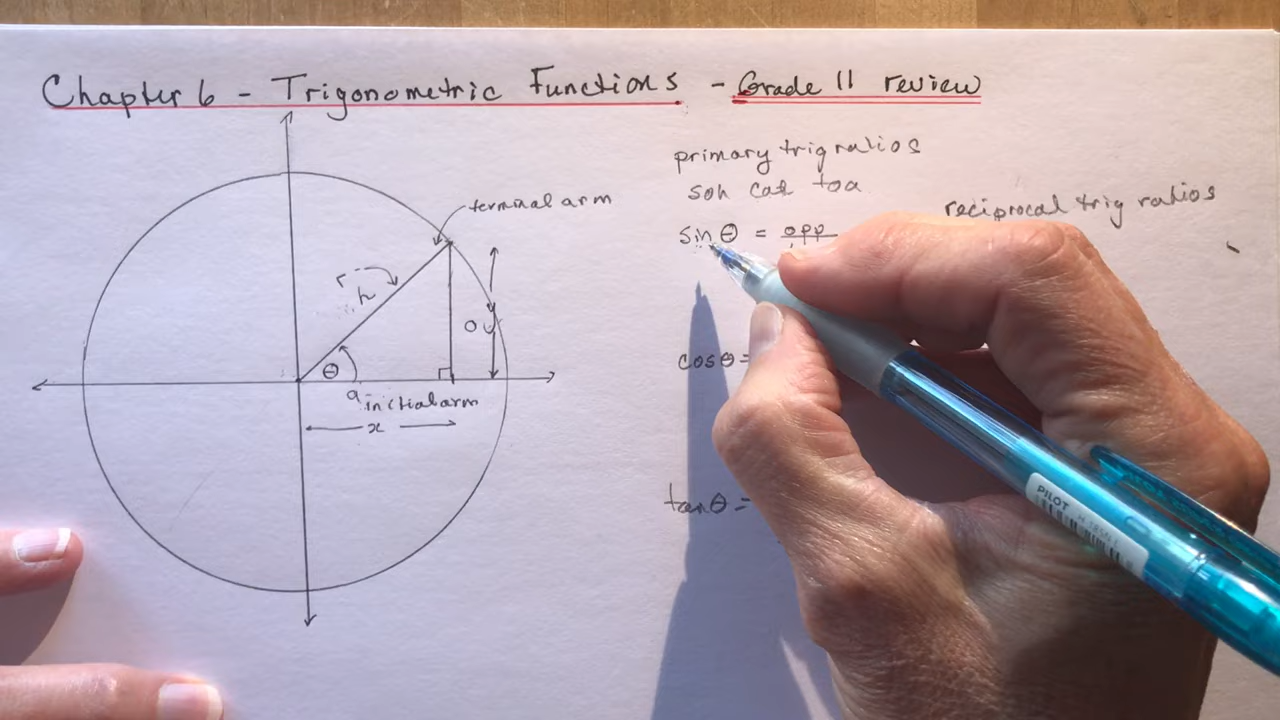 Chapter 6 - Trigonometric Functions - Grade 11 review
primary trig ratios
soh cah toa
reciprocal trig ratios
sin θ = opp
cos θ =
tan θ =
terminal arm
r
h
o y
θ
a
initial arm
x
PILOT